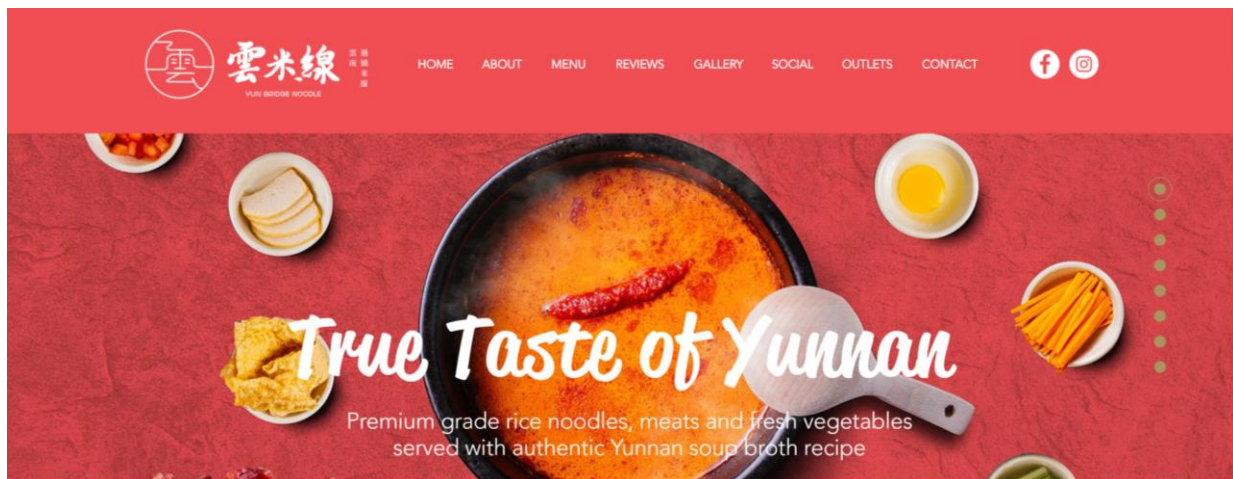 雲
雲米線
YUN BRIDGE NOODLE
HOME
ABOUT
MENU
REVIEWS
GALLERY
SOCIAL
OUTLETS
CONTACT
True Taste of Yunnan
Premium grade rice noodles, meats and fresh vegetables
served with authentic Yunnan soup broth recipe